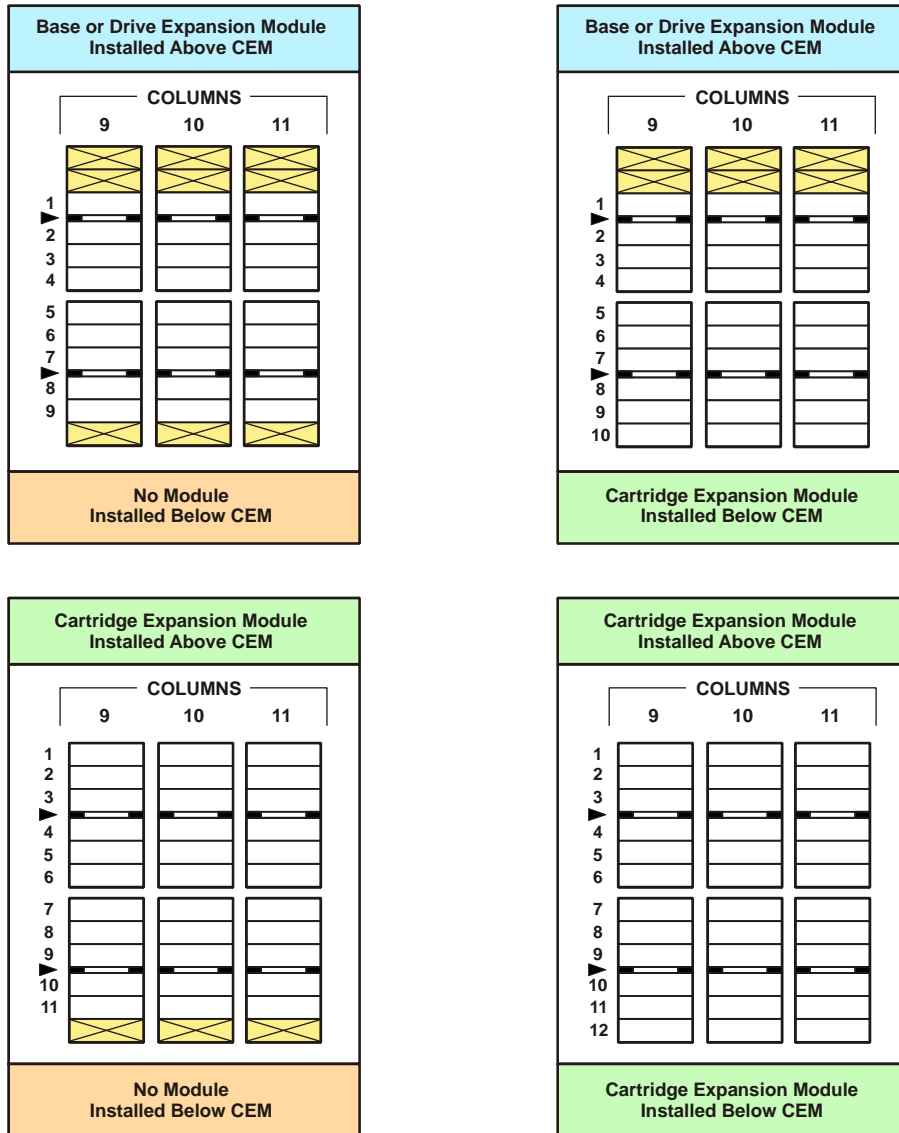 Base or Drive Expansion Module
Installed Above CEM
COLUMNS
9 10 11
1
2
3
4
5
6
7
8
9
No Module
Installed Below CEM
Base or Drive Expansion Module
Installed Above CEM
COLUMNS
9 10 11
1
2
3
4
5
6
7
8
9
10
Cartridge Expansion Module
Installed Below CEM
Cartridge Expansion Module
Installed Above CEM
COLUMNS
9 10 11
1
2
3
4
5
6
7
8
9
10
11
No Module
Installed Below CEM
Cartridge Expansion Module
Installed Above CEM
COLUMNS
9 10 11
1
2
3
4
5
6
7
8
9
10
11
12
Cartridge Expansion Module
Installed Below CEM